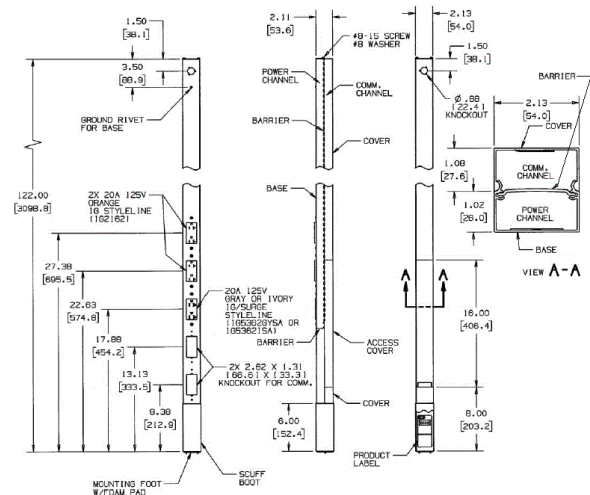 1.50
[38.1]
3.50
[88.9]
GROUND RIVET
FOR BASE
122.00
[3098.8]
2X 20A 125V
ORANGE
IG STYLELINE
(IG2162)
27.38
[695.5]
22.63
[574.8]
20A 125V
GRAY OR IVORY
IG/SURGE
STYLELINE
(IG5362GYSA OR
IG5362ISA)
17.88
[454.2]
13.13
[333.5]
2X 2.62 X 1.31
[66.6] X [33.3]
KNOCKOUT FOR COMM.
8.38
[212.9]
MOUNTING FOOT
W/FOAM PAD
SCUFF
BOOT
2.11
[53.6]
#8-15 SCREW
#8 WASHER
POWER
CHANNEL
COMM.
CHANNEL
BARRIER
COVER
BASE
BARRIER
ACCESS
COVER
COVER
6.00
[152.4]
2.13
[54.0]
1.50
[38.1]
Ø .88
[22.4]
KNOCKOUT
A A
16.00
[406.4]
8.00
[203.2]
PRODUCT
LABEL
BARRIER
2.13
[54.0]
COVER
1.08
[27.6]
COMM.
CHANNEL
1.02
[26.0]
POWER
CHANNEL
BASE
VIEW A-A